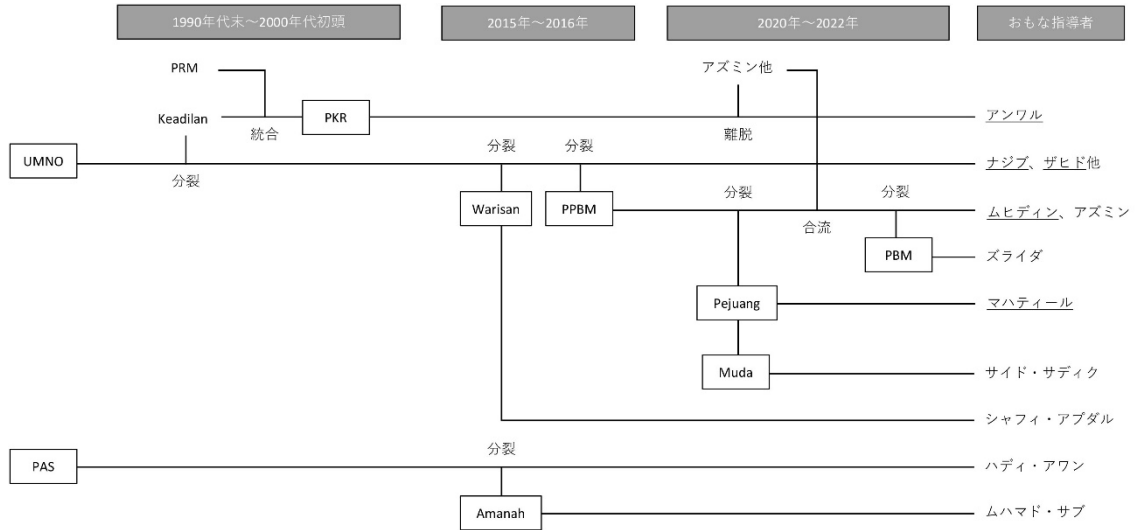 1990年代末～2000年代初頭 2015年～2016年 2020年～2022年 おもな指導者
PRM アズミン他
Keadilan PKR アンワル
統合 離脱
分裂 分裂
UMNO ナジブ、ザヒド他
分裂
分裂 分裂
Warisan PPBM ムヒディン、アズミン
合流
PBM ズライダ
Pejuang マハティール
Muda サイド・サディク
シャフィ・アプダル
分裂
PAS ハディ・アワン
Amanah ムハマド・サブ